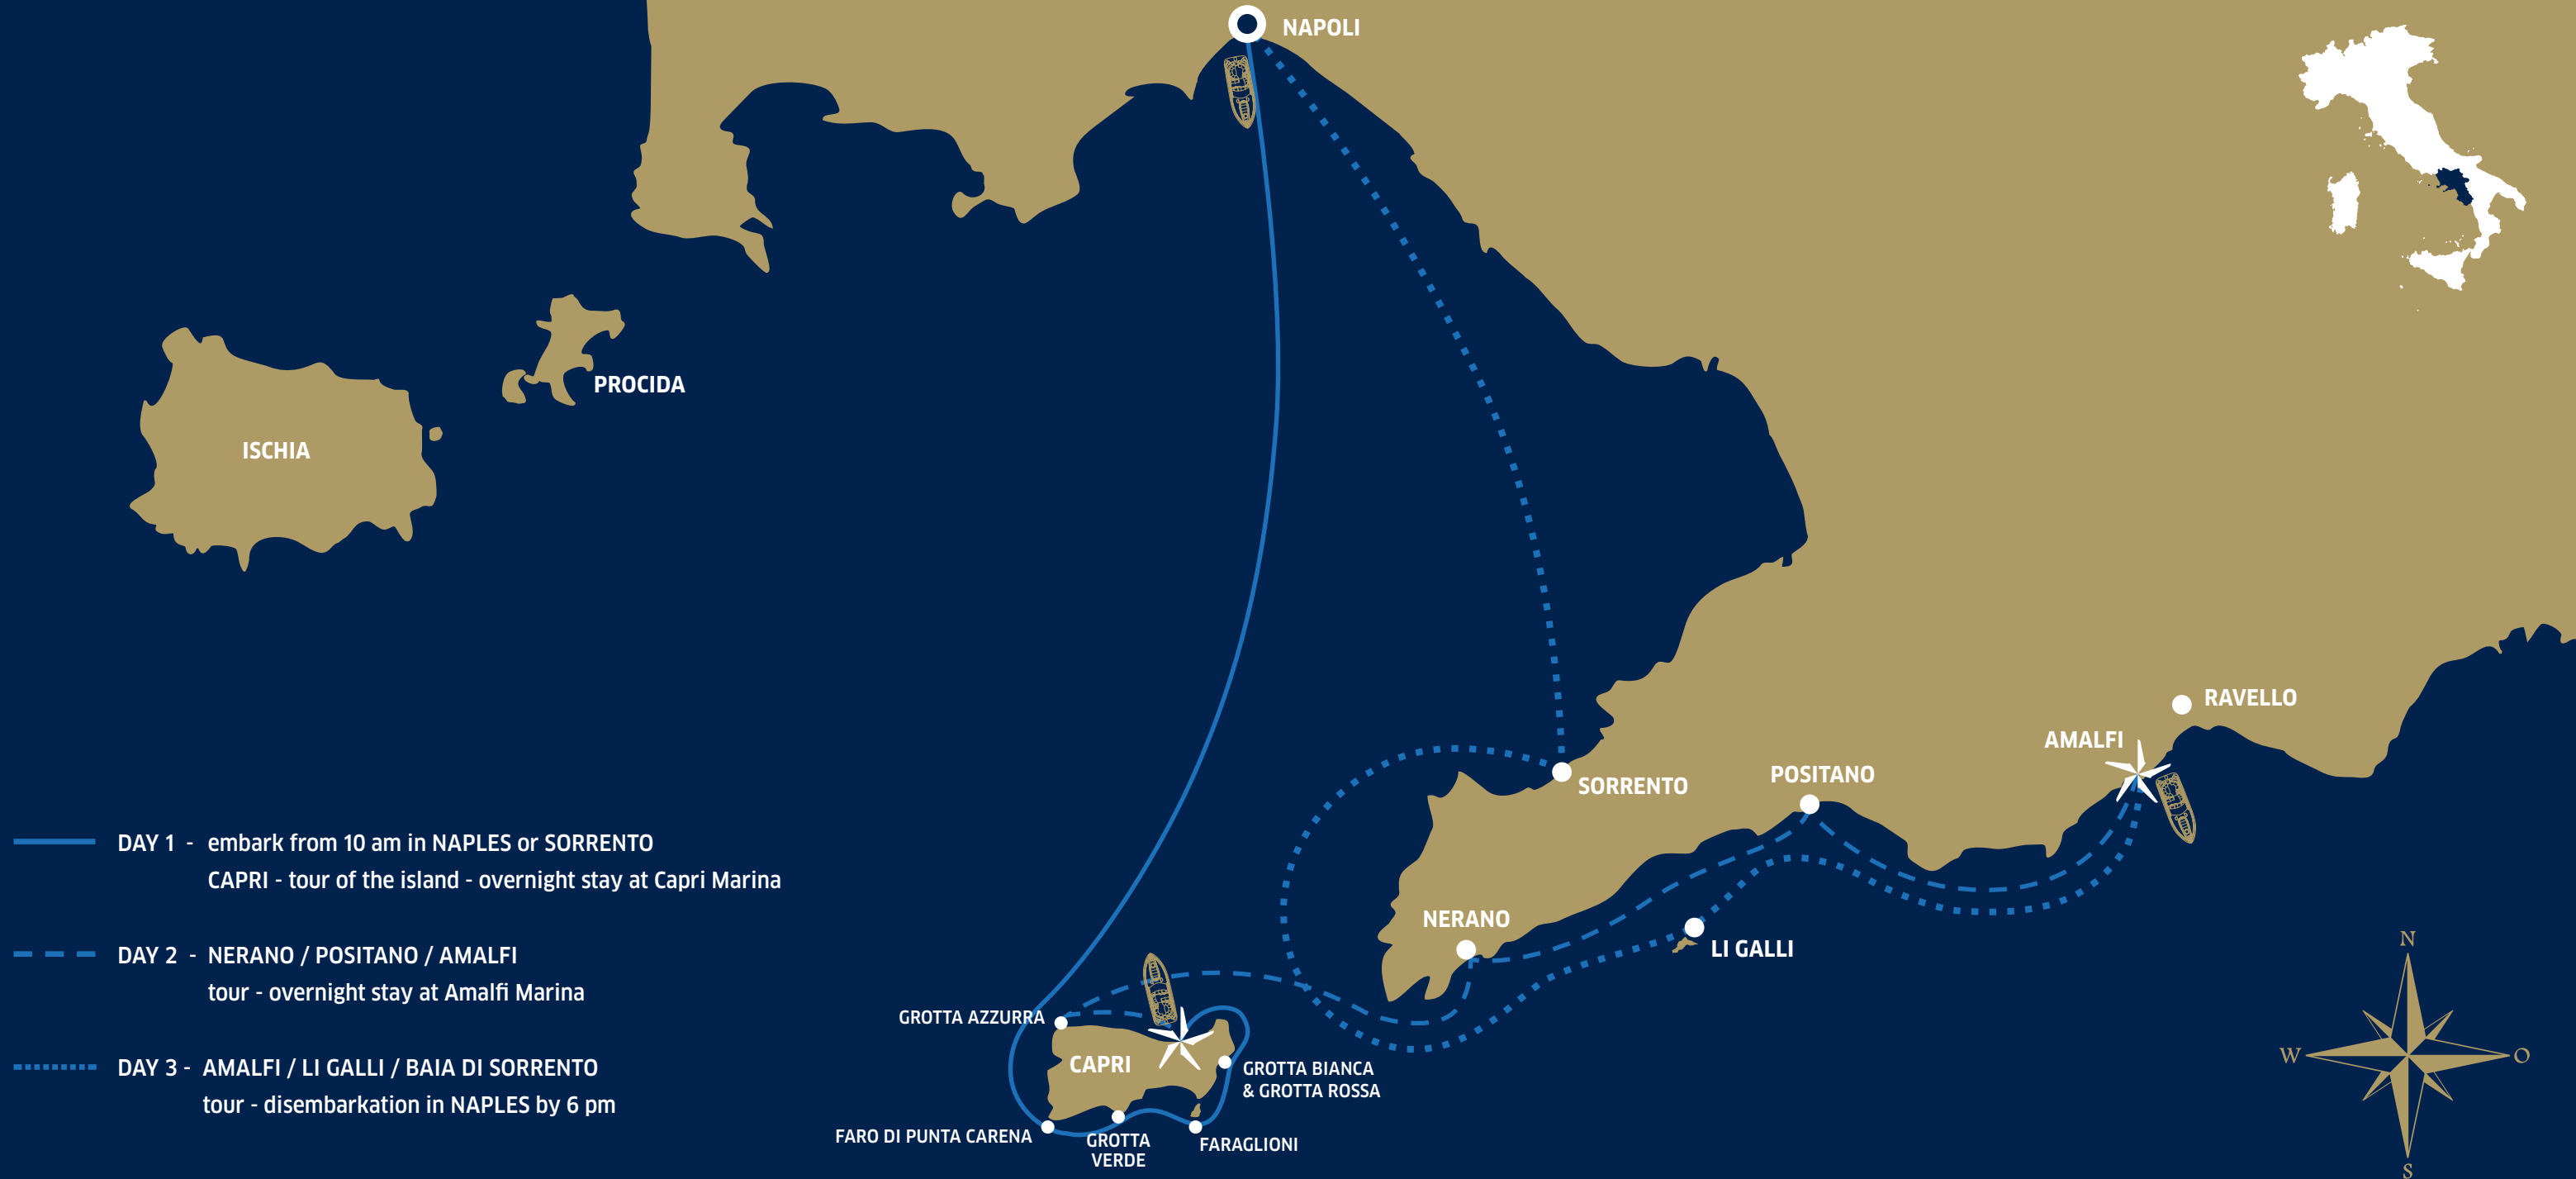 NAPOLI
PROCIDA
ISCHIA
RAVELLO
AMALFI
POSITANO
SORRENTO
NERANO
LI GALLI
GROTTA AZZURRA
CAPRI
GROTTA BIANCA
& GROTTA ROSSA
FARO DI PUNTA CARENA
GROTTA
VERDE
FARAGLIONI
DAY 1 - embark from 10 am in NAPLES or SORRENTO
CAPRI - tour of the island - overnight stay at Capri Marina
DAY 2 - NERANO / POSITANO / AMALFI
tour - overnight stay at Amalfi Marina
DAY 3 - AMALFI / LI GALLI / BAIA DI SORRENTO
tour - disembarkation in NAPLES by 6 pm
N
W
O
S